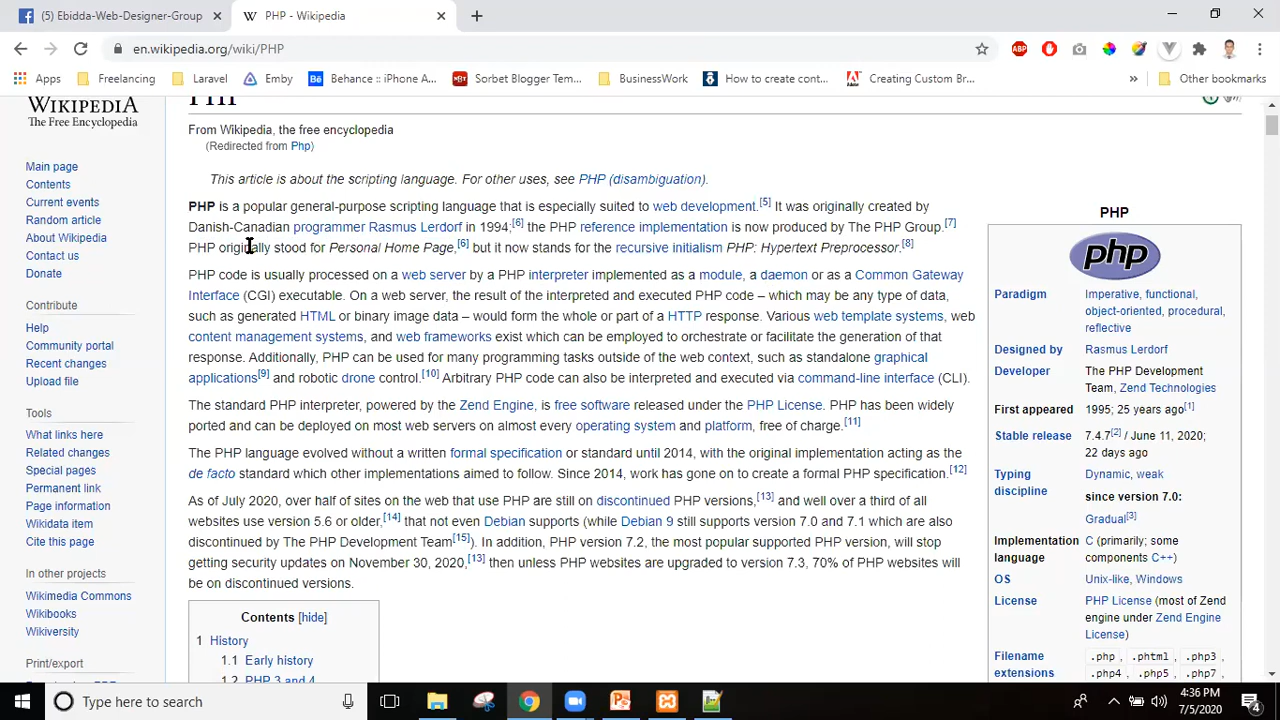 (5) Ebidda-Web-Designer-Group
PHP - Wikipedia
en.wikipedia.org/wiki/PHP
Apps
Freelancing
Laravel
Emby
Behance :: iPhone A...
Sorbet Blogger Tem...
BusinessWork
How to create cont...
Creating Custom Br...
Other bookmarks
WIKIPEDIA
The Free Encyclopedia
Main page
Contents
Current events
Random article
About Wikipedia
Contact us
Donate
Contribute
Help
Community portal
Recent changes
Upload file
Tools
What links here
Related changes
Special pages
Permanent link
Page information
Wikidata item
Cite this page
In other projects
Wikimedia Commons
Wikibooks
Wikiversity
Print/export
From Wikipedia, the free encyclopedia
(Redirected from Php)
This article is about the scripting language. For other uses, see PHP (disambiguation).
PHP is a popular general-purpose scripting language that is especially suited to web development.[5] It was originally created by
Danish-Canadian programmer Rasmus Lerdorf in 1994;[6] the PHP reference implementation is now produced by The PHP Group.[7]
PHP originally stood for Personal Home Page,[6] but it now stands for the recursive initialism PHP: Hypertext Preprocessor.[8]
PHP code is usually processed on a web server by a PHP interpreter implemented as a module, a daemon or as a Common Gateway
Interface (CGI) executable. On a web server, the result of the interpreted and executed PHP code – which may be any type of data,
such as generated HTML or binary image data – would form the whole or part of a HTTP response. Various web template systems, web
content management systems, and web frameworks exist which can be employed to orchestrate or facilitate the generation of that
response. Additionally, PHP can be used for many programming tasks outside of the web context, such as standalone graphical
applications[9] and robotic drone control.[10] Arbitrary PHP code can also be interpreted and executed via command-line interface (CLI).
The standard PHP interpreter, powered by the Zend Engine, is free software released under the PHP License. PHP has been widely
ported and can be deployed on most web servers on almost every operating system and platform, free of charge.[11]
The PHP language evolved without a written formal specification or standard until 2014, with the original implementation acting as the
de facto standard which other implementations aimed to follow. Since 2014, work has gone on to create a formal PHP specification.[12]
As of July 2020, over half of sites on the web that use PHP are still on discontinued PHP versions,[13] and well over a third of all
websites use version 5.6 or older,[14] that not even Debian supports (while Debian 9 still supports version 7.0 and 7.1 which are also
discontinued by The PHP Development Team[15]). In addition, PHP version 7.2, the most popular supported PHP version, will stop
getting security updates on November 30, 2020,[13] then unless PHP websites are upgraded to version 7.3, 70% of PHP websites will
be on discontinued versions.
Contents [hide]
1 History
1.1 Early history
1.2 PHP 3 and 4
PHP
php
Paradigm Imperative, functional,
object-oriented, procedural,
reflective
Designed by Rasmus Lerdorf
Developer The PHP Development
Team, Zend Technologies
First appeared 1995; 25 years ago[1]
Stable release 7.4.7[2] / June 11, 2020;
22 days ago
Typing Dynamic, weak
discipline since version 7.0:
Gradual[3]
Implementation C (primarily; some
language components C++)
OS Unix-like, Windows
License PHP License (most of Zend
engine under Zend Engine
License)
Filename .php , .phtml , .php3 ,
extensions .php4 , .php5 , .php7 ,
Type here to search
4:36 PM
7/5/2020
4